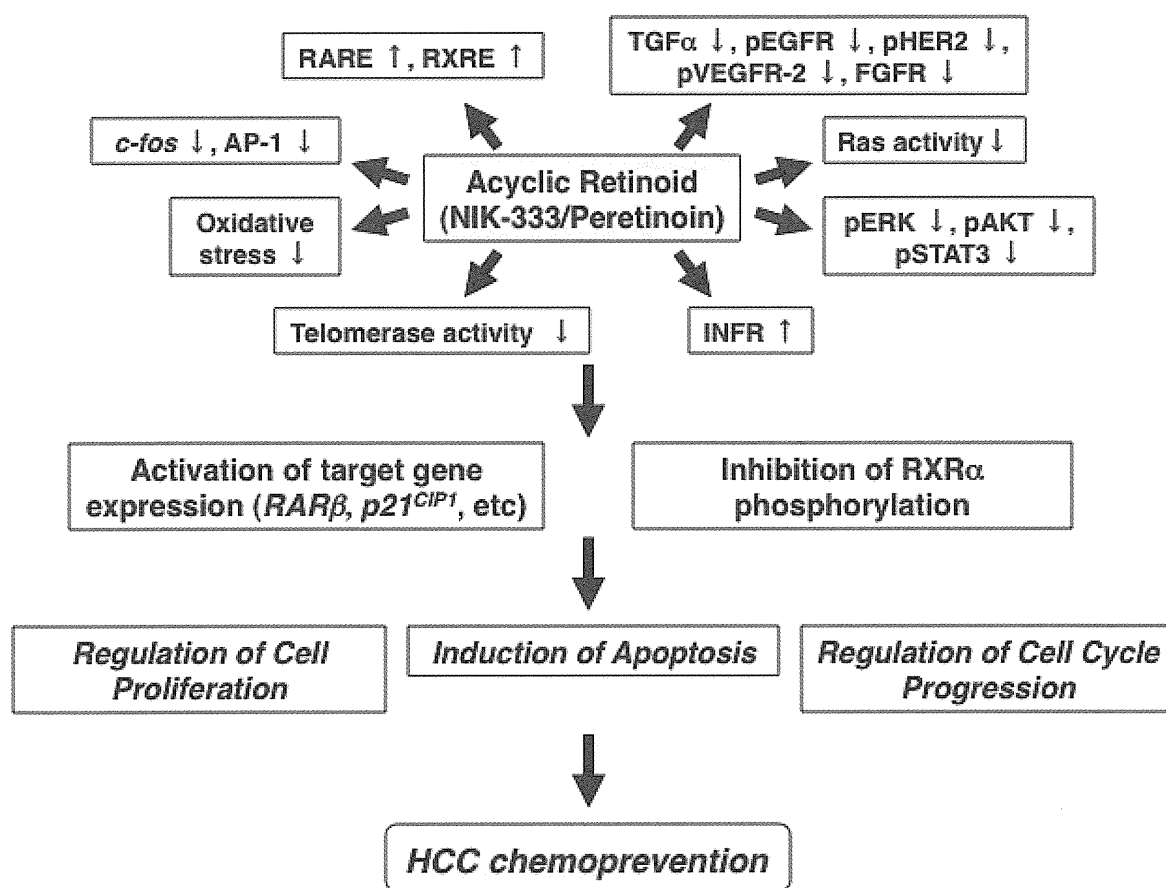 RARE ↑, RXRE ↑
TGFα ↓, pEGFR ↓, pHER2 ↓,
pVEGFR-2 ↓, FGFR ↓
c-fos ↓, AP-1 ↓
Ras activity ↓
Acyclic Retinoid
(NIK-333/Peretinoin)
Oxidative
stress ↓
pERK ↓, pAKT ↓,
pSTAT3 ↓
Telomerase activity ↓
INFR ↑
Activation of target gene
expression (RARβ, p21CIP1, etc)
Inhibition of RXRα
phosphorylation
Regulation of Cell
Proliferation
Induction of Apoptosis
Regulation of Cell Cycle
Progression
HCC chemoprevention